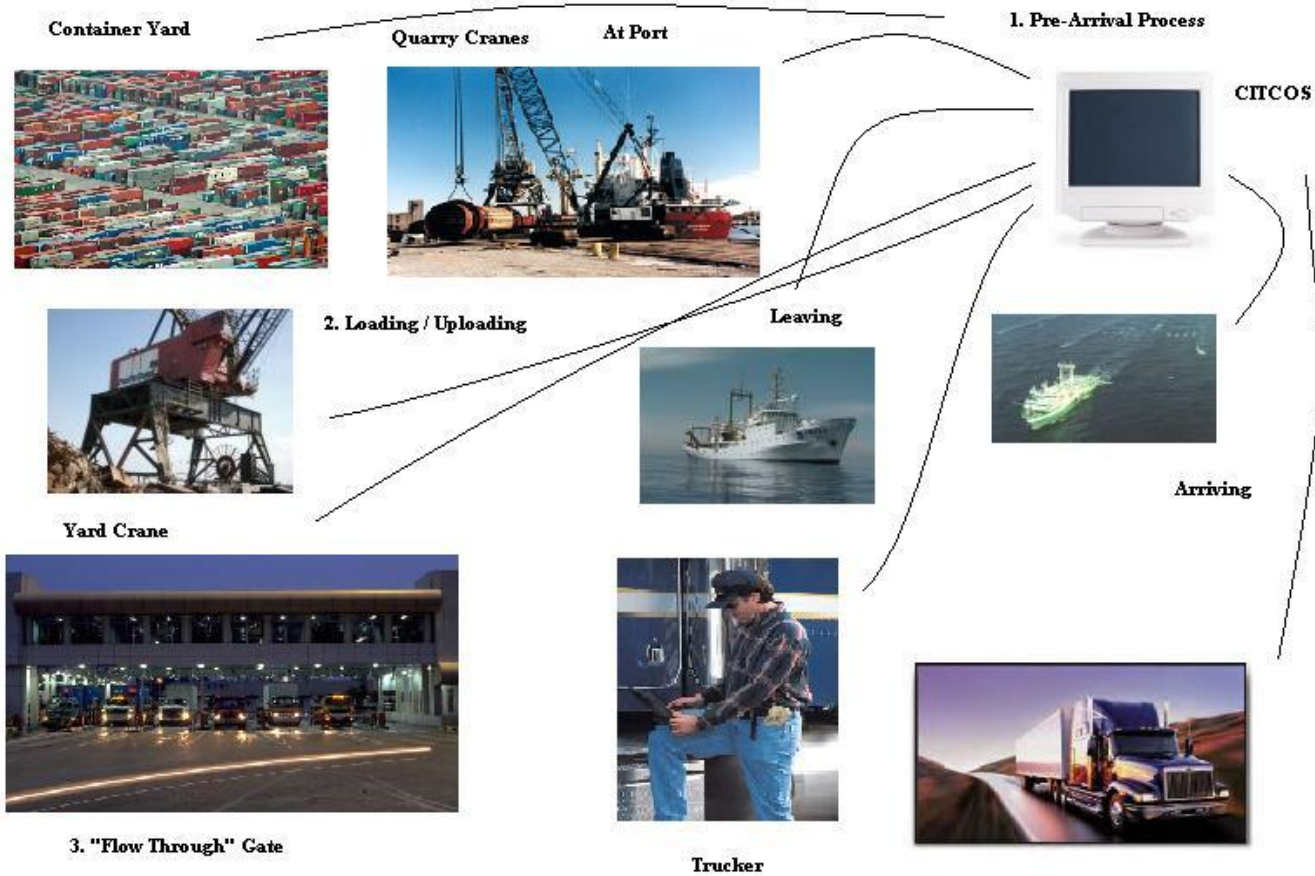 Container Yard
Quarry Cranes
At Port
1. Pre-Arrival Process
CITCOS
2. Loading / Uploading
Leaving
Arriving
Yard Crane
3. "Flow Through" Gate
Trucker